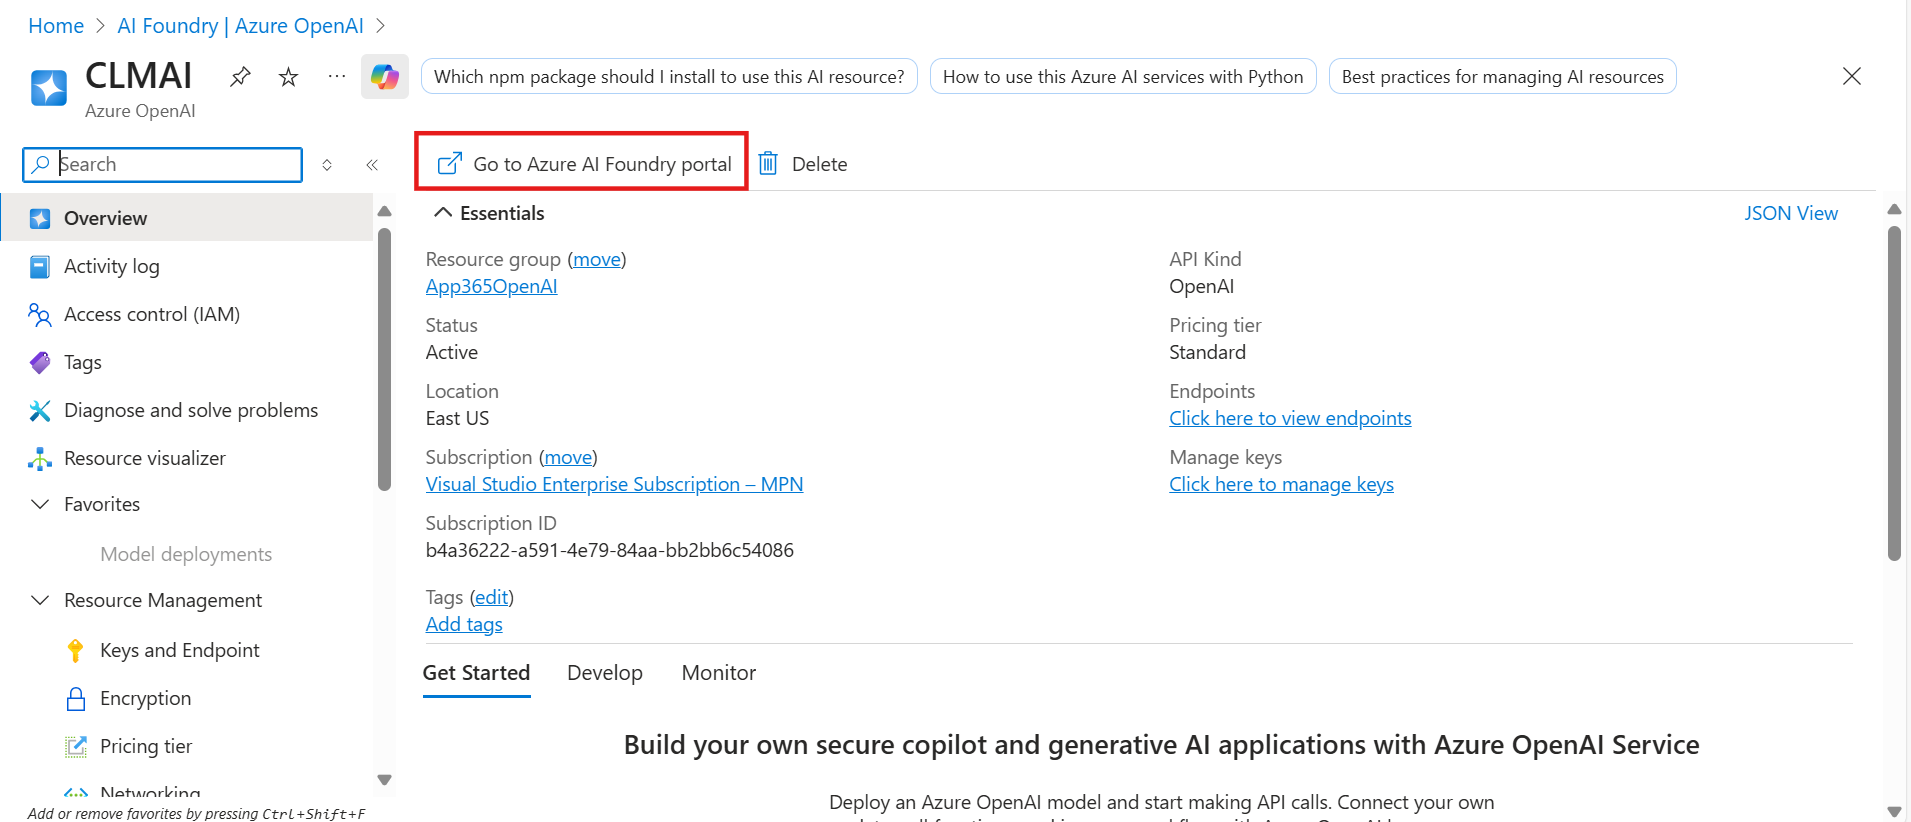 Home > AI Foundry | Azure OpenAI >
CLMAI
Azure OpenAI
Which npm package should I install to use this AI resource?
How to use this Azure AI services with Python
Best practices for managing AI resources
Search
Overview
Activity log
Access control (IAM)
Tags
Diagnose and solve problems
Resource visualizer
Favorites
Model deployments
Resource Management
Keys and Endpoint
Encryption
Pricing tier
Networking
Add or remove favorites by pressing Ctrl+Shift+F
Go to Azure AI Foundry portal
Delete
Essentials
JSON View
Resource group (move)
App365OpenAI
Status
Active
Location
East US
Subscription (move)
Visual Studio Enterprise Subscription – MPN
Subscription ID
b4a36222-a591-4e79-84aa-bb2bb6c54086
Tags (edit)
Add tags
API Kind
OpenAI
Pricing tier
Standard
Endpoints
Click here to view endpoints
Manage keys
Click here to manage keys
Get Started
Develop
Monitor
Build your own secure copilot and generative AI applications with Azure OpenAI Service
Deploy an Azure OpenAI model and start making API calls. Connect your own